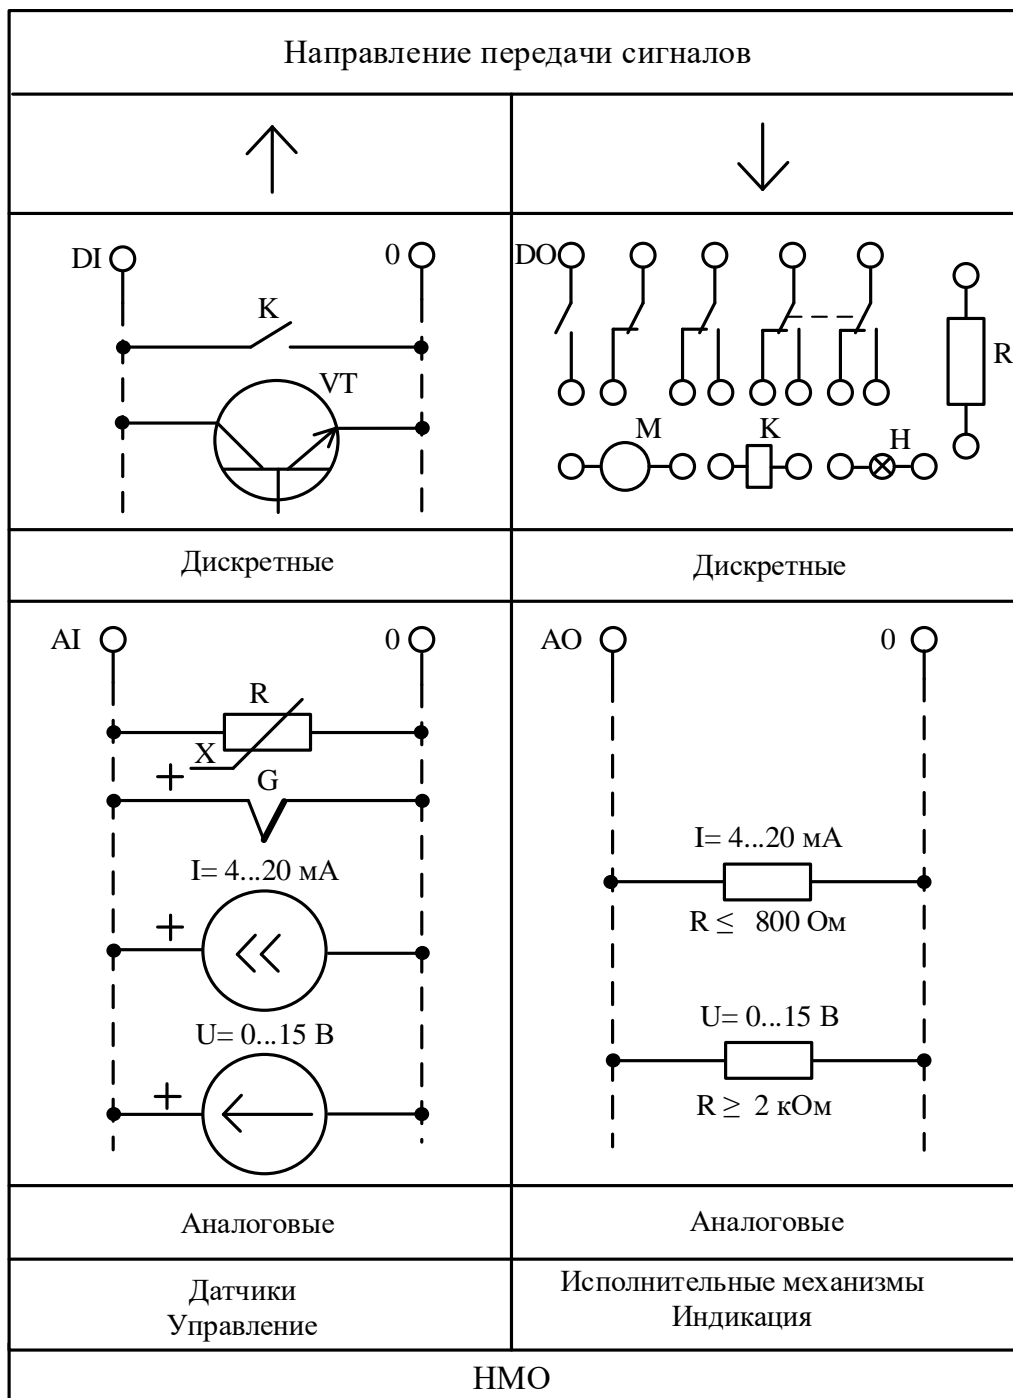 Направление передачи сигналов
DI
0
K
VT
DO
R
M
K
H
Дискретные
Дискретные
AI
0
R
X
+
G
I= 4...20 мА
+
U= 0...15 В
+
AO
0
I= 4...20 мА
R ≤ 800 Ом
U= 0...15 В
R ≥ 2 кОм
Аналоговые
Аналоговые
Датчики
Управление
Исполнительные механизмы
Индикация
НМО